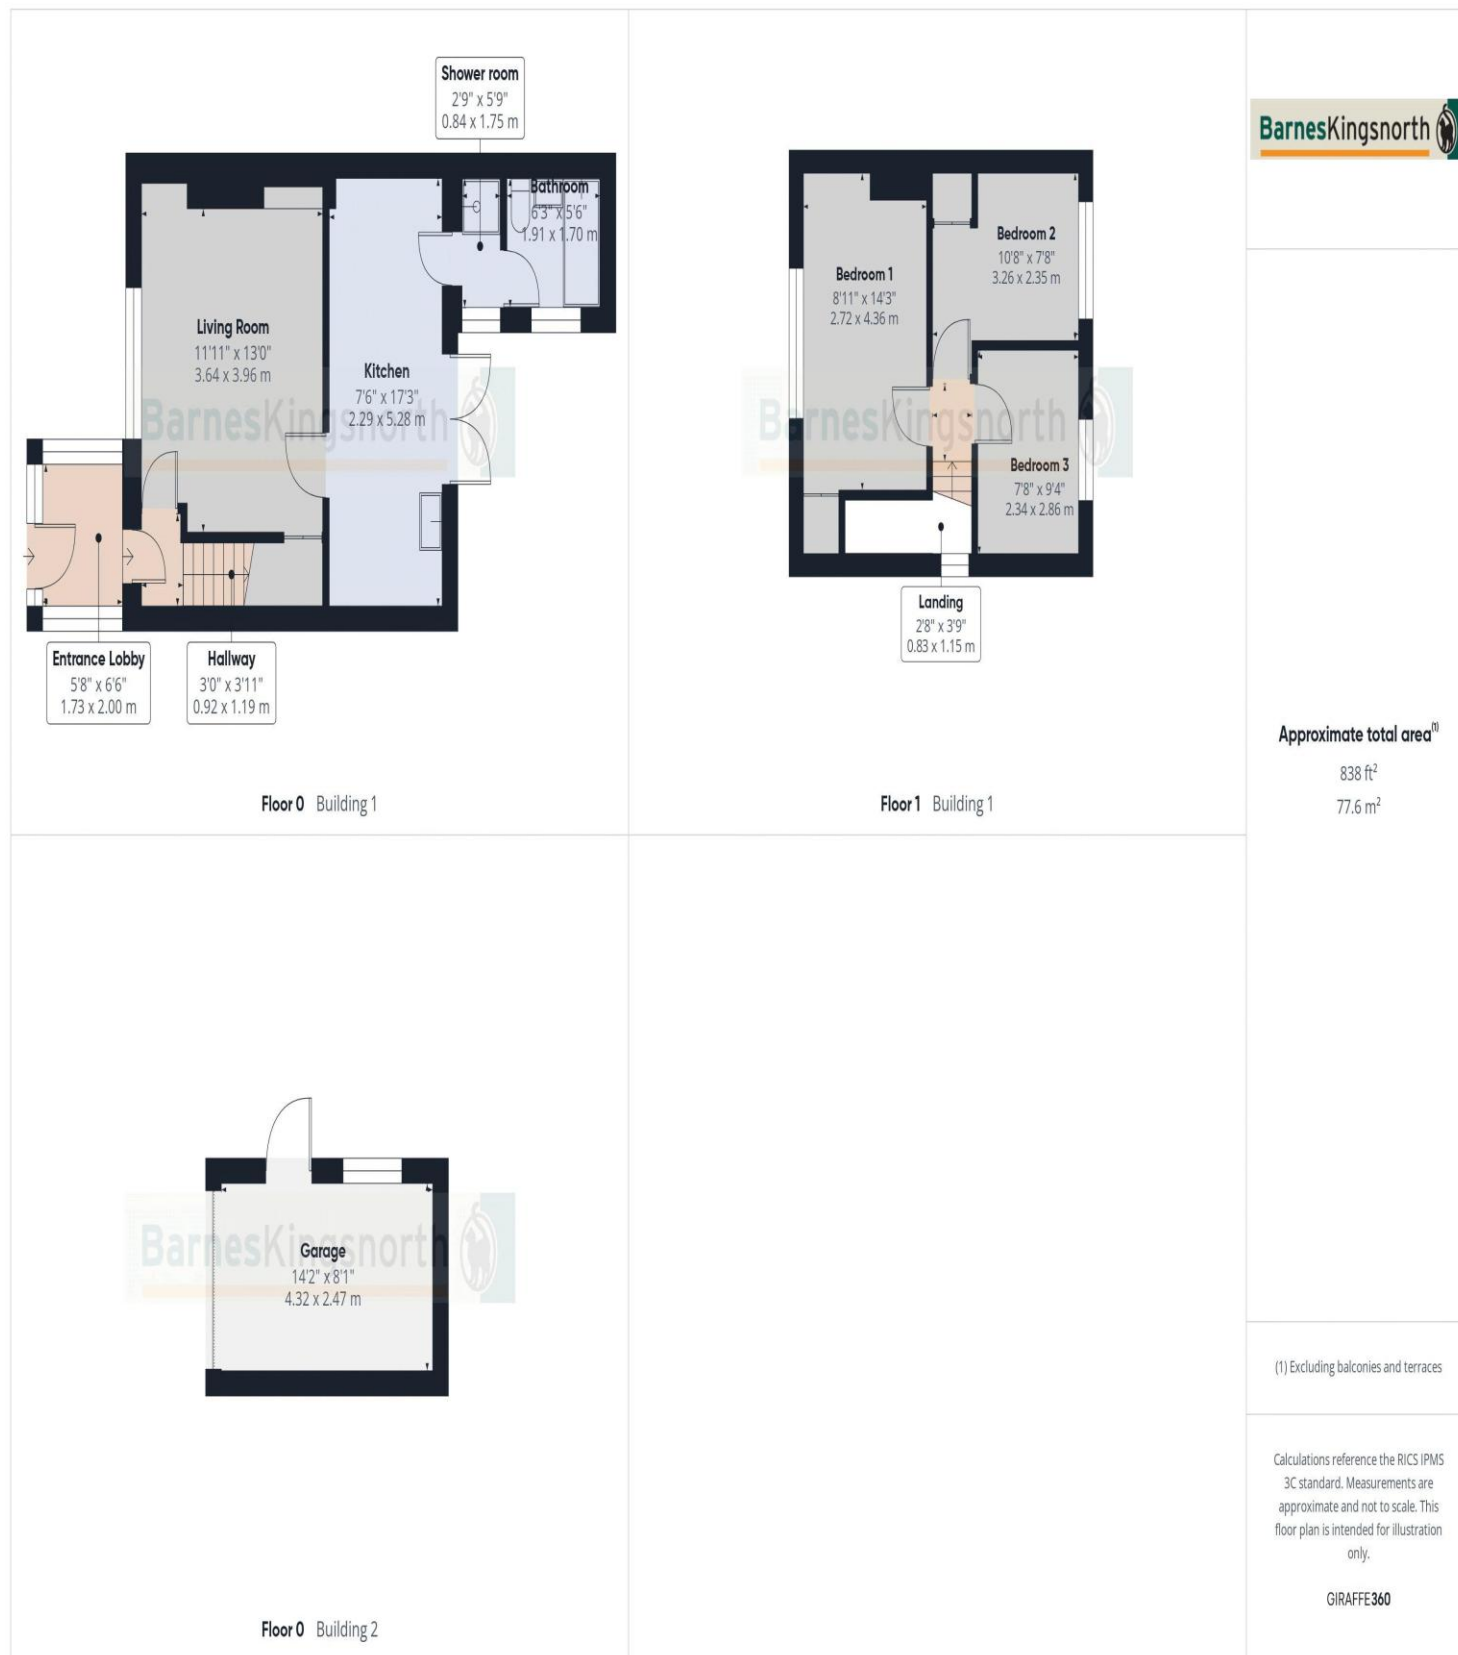 Shower room
2'9" x 5'9"
0.84 x 1.75 m
Bathroom
6'3" x 5'6"
1.91 x 1.70 m
Living Room
11'11" x 13'0"
3.64 x 3.96 m
Kitchen
7'6" x 17'3"
2.29 x 5.28 m
BarnesKingsnorth
Entrance Lobby
5'8" x 6'6"
1.73 x 2.00 m
Hallway
3'0" x 3'11"
0.92 x 1.19 m
Floor 0 Building 1
Bedroom 1
8'11" x 14'3"
2.72 x 4.36 m
Bedroom 2
10'8" x 7'8"
3.26 x 2.35 m
BarnesKingsnorth
Bedroom 3
7'8" x 9'4"
2.34 x 2.86 m
Landing
2'8" x 3'9"
0.83 x 1.15 m
Floor 1 Building 1
BarnesKingsnorth
Garage
14'2" x 8'1"
4.32 x 2.47 m
Floor 0 Building 2
BarnesKingsnorth
Approximate total area(1)
838 ft²
77.6 m²
(1) Excluding balconies and terraces
Calculations reference the RICS IPMS
3C standard. Measurements are
approximate and not to scale. This
floor plan is intended for illustration
only.
GIRAFFE360